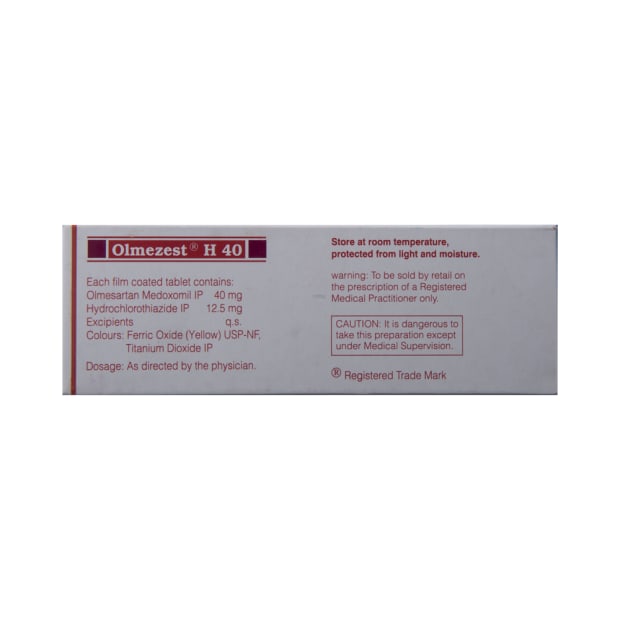 Olmezest® H 40
Each film coated tablet contains:
Olmesartan Medoxomil IP 40 mg
Hydrochlorothiazide IP 12.5 mg
Excipients q.s.
Colours: Ferric Oxide (Yellow) USP-NF,
Titanium Dioxide IP
Dosage: As directed by the physician.
Store at room temperature,
protected from light and moisture.
warning: To be sold by retail on
the prescription of a Registered
Medical Practitioner only.
CAUTION: It is dangerous to
take this preparation except
under Medical Supervision.
® Registered Trade Mark